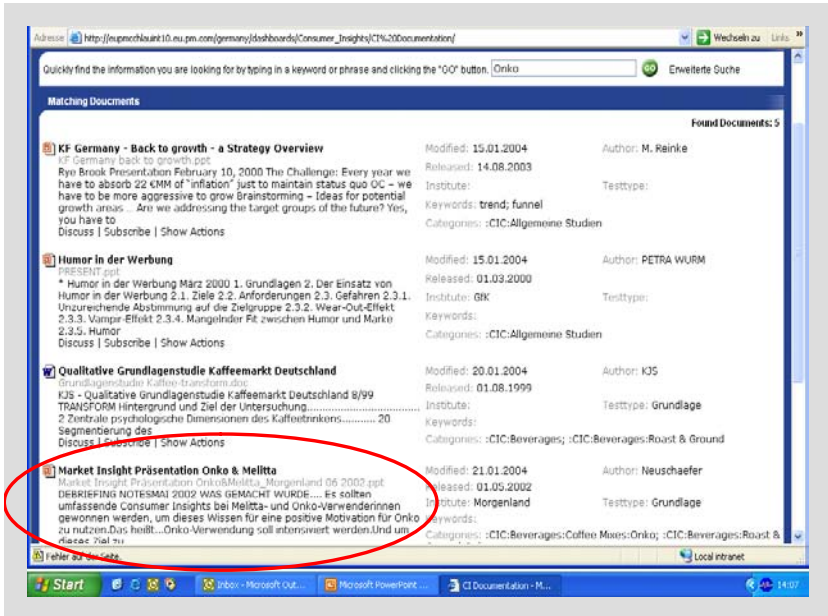 Adresse http://eupmcchlauint10.eu.pm.com/germany/dashboards/Consumer_Insights/CI%20Documentation/ Wechseln zu Links »
Quickly find the information you are looking for by typing in a keyword or phrase and clicking the "GO" button. Onko GO Erweiterte Suche
Matching Doucments
Found Documents: 5
KF Germany - Back to growth - a Strategy Overview Modified: 15.01.2004 Author: M. Reinke
KF Germany back to growth.ppt
Released: 14.08.2003
Rye Brook Presentation February 10, 2000 The Challenge: Every year we
have to absorb 22 €MM of "inflation" just to maintain status quo OC – we
Institute: Testtype:
have to be more aggressive to grow Brainstorming – Ideas for potential
growth areas ... Are we addressing the target groups of the future? Yes,
Keywords: trend; funnel
you have to
Categories: :CIC:Allgemeine Studien
Discuss | Subscribe | Show Actions
Humor in der Werbung Modified: 15.01.2004 Author: PETRA WURM
PRESENT.ppt
Released: 01.03.2000
* Humor in der Werbung März 2000 1. Grundlagen 2. Der Einsatz von
Humor in der Werbung 2.1. Ziele 2.2. Anforderungen 2.3. Gefahren 2.3.1.
Institute: GfK Testtype:
Unzureichende Abstimmung auf die Zielgruppe 2.3.2. Wear-Out-Effekt
2.3.3. Vampir-Effekt 2.3.4. Mangelnder Fit zwischen Humor und Marke
Keywords:
2.3.5. Humor
Categories: :CIC:Allgemeine Studien
Discuss | Subscribe | Show Actions
Qualitative Grundlagenstudie Kaffeemarkt Deutschland Modified: 20.01.2004 Author: KJS
Grundlagenstudie Kaffee-transform.doc
Released: 01.08.1999
KJS - Qualitative Grundlagenstudie Kaffeemarkt Deutschland 8/99
TRANSFORM Hintergrund und Ziel der Untersuchung....................................
Institute: Testtype: Grundlage
2 Zentrale psychologische Dimensionen des Kaffeetrinkens........... 20
Keywords:
Segmentierung des
Categories: :CIC:Beverages; :CIC:Beverages:Roast & Ground
Discuss | Subscribe | Show Actions
Market Insight Präsentation Onko & Melitta Modified: 21.01.2004 Author: Neuschaefer
Market Insight Präsentation Onko&Melitta_Morgenland 06 2002.ppt
Released: 01.05.2002
DEBRIEFING NOTESMAI 2002 WAS GEMACHT WURDE.... Es sollten
umfassende Consumer Insights bei Melitta- und Onko-Verwenderinnen
Institute: Morgenland Testtype: Grundlage
gewonnen werden, um dieses Wissen für eine positive Motivation für Onko
Keywords:
zu nutzen.Das heißt...Onko-Verwendung soll intensiviert werden.Und um
Categories: :CIC:Beverages:Coffee Mixes:Onko; :CIC:Beverages:Roast &
dieses Ziel zu
Fehler auf der Seite. Local intranet
Start Inbox - Microsoft Out... Microsoft PowerPoint ... CI Documentation - M... 14:07